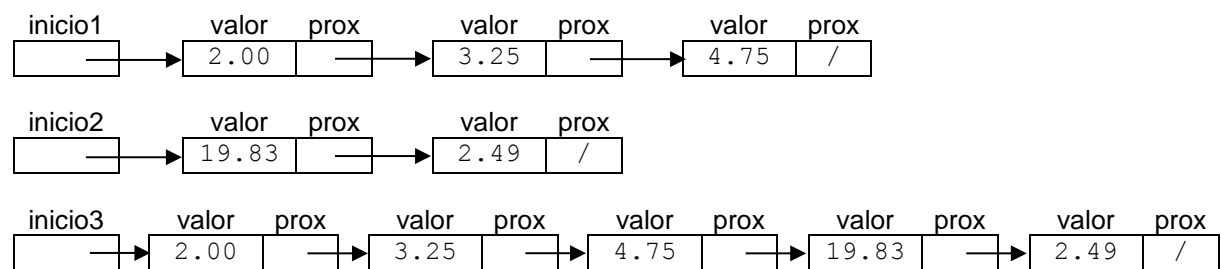 inicio1 valor prox valor prox valor prox
2.00 3.25 4.75 /
inicio2 valor prox valor prox
19.83 2.49 /
inicio3 valor prox valor prox valor prox valor prox valor prox
2.00 3.25 4.75 19.83 2.49 /